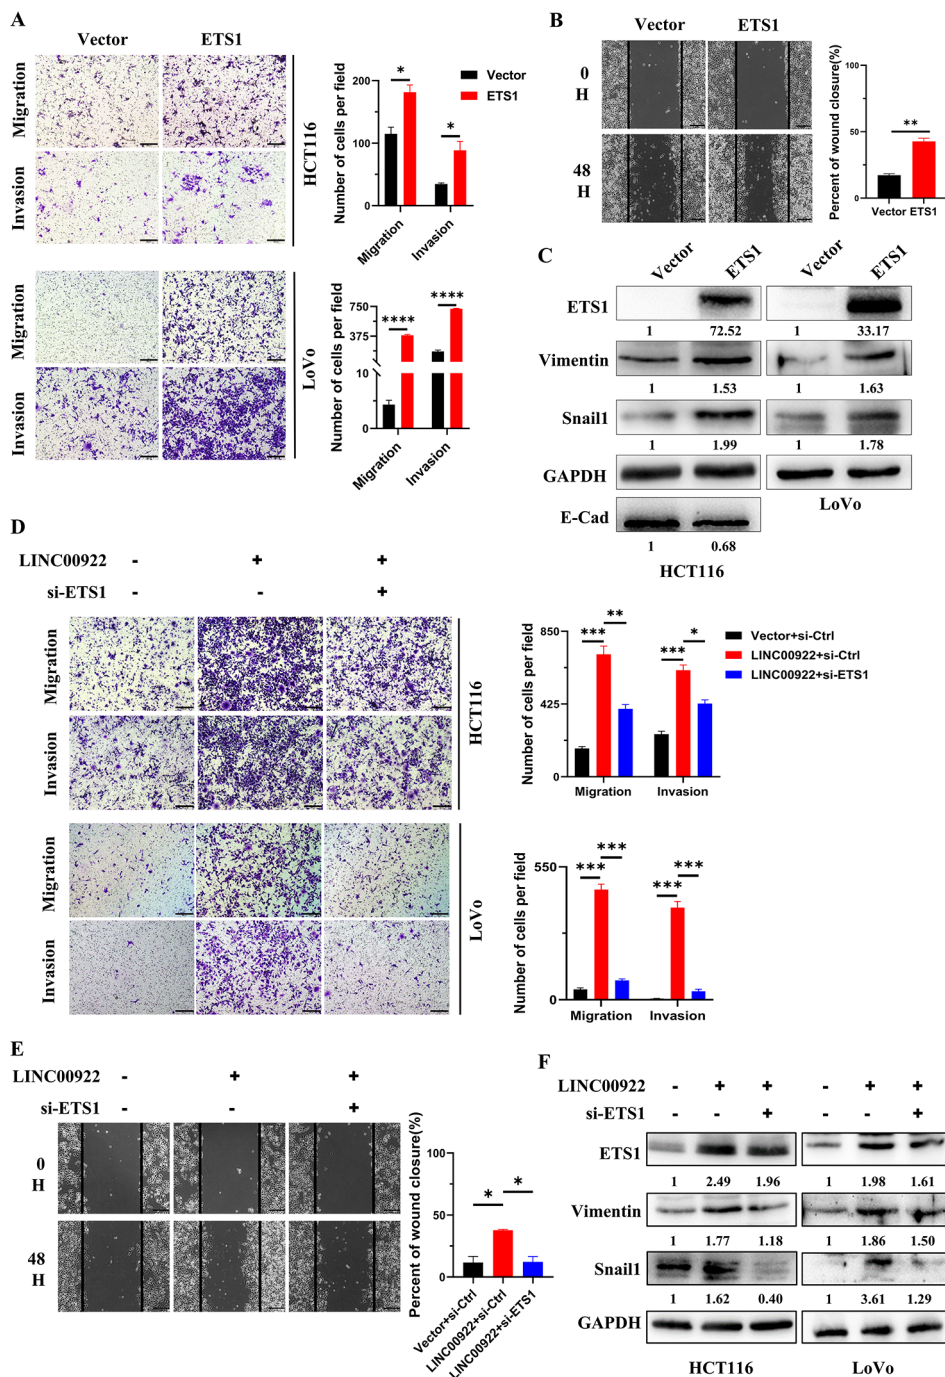 A
Vector ETS1
Migration
Invasion
HCT116
Number of cells per field
200
150
100
50
0
*
*
Vector
ETS1
Migration
Invasion
Migration
Invasion
LoVo
Number of cells per field
750
375
10
0
****
****
Migration
Invasion
B
Vector ETS1
0
H
48
H
Percent of wound closure(%)
100
50
0
**
Vector ETS1
C
Vector ETS1 Vector ETS1
ETS1
1 72.52 1 33.17
Vimentin
1 1.53 1 1.63
Snail1
1 1.99 1 1.78
GAPDH
LoVo
E-Cad
1 0.68
HCT116
D
LINC00922 - + +
si-ETS1 - - +
Migration
Invasion
HCT116
Number of cells per field
850
425
0
*** **
*** *
Migration Invasion
Vector+si-Ctrl
LINC00922+si-Ctrl
LINC00922+si-ETS1
Migration
Invasion
LoVo
Number of cells per field
550
0
*** ***
*** ***
Migration Invasion
E
LINC00922 - + +
si-ETS1 - - +
0
H
48
H
Percent of wound closure(%)
100
50
0
* *
Vector+si-Ctrl
LINC00922+si-Ctrl
LINC00922+si-ETS1
F
LINC00922 - + + - + +
si-ETS1 - - + - - +
ETS1
1 2.49 1.96 1 1.98 1.61
Vimentin
1 1.77 1.18 1 1.86 1.50
Snail1
1 1.62 0.40 1 3.61 1.29
GAPDH
HCT116 LoVo